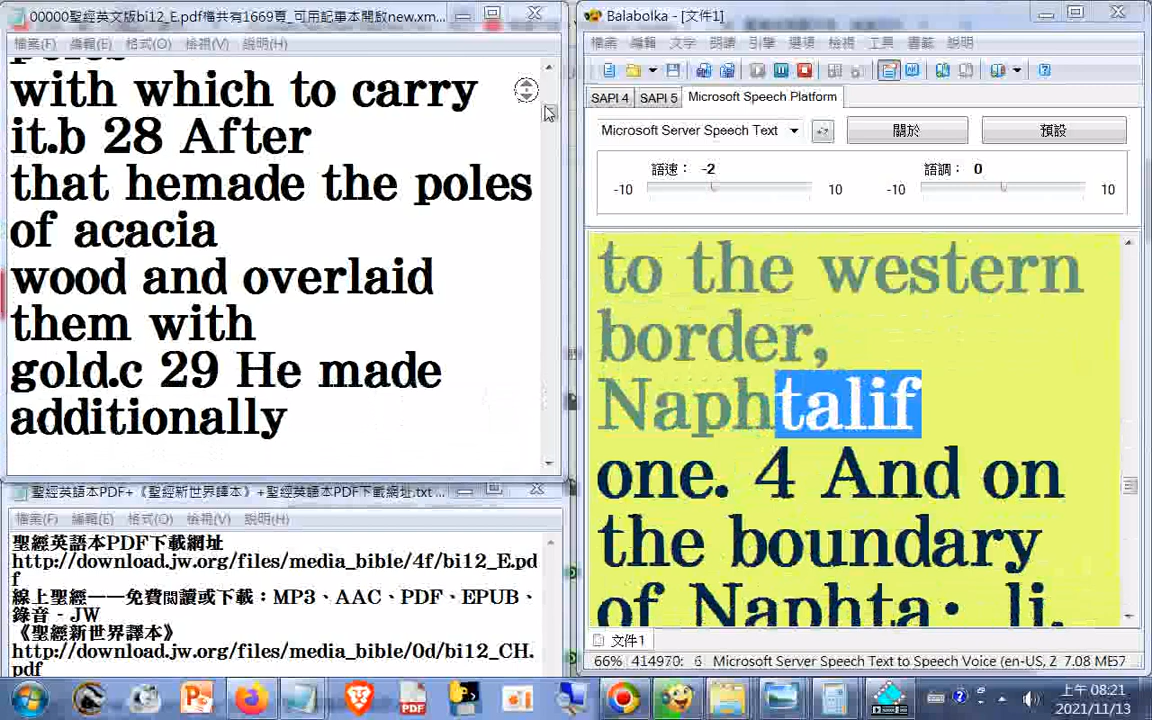 00000聖經英文版bi12_E.pdf檔共有1669頁_可用記事本開啟new.xm...
檔案(F) 編輯(E) 格式(O) 檢視(V) 說明(H)
poles
with which to carry
it.b 28 After
that hemade the poles
of acacia
wood and overlaid
them with
gold.c 29 He made
additionally
聖經英語本PDF+《聖經新世界譯本》+聖經英語本PDF下載網址.txt ...
檔案(F) 編輯(E) 格式(O) 檢視(V) 說明(H)
聖經英語本PDF下載網址
http://download.jw.org/files/media_bible/4f/bi12_E.pd
f
線上聖經——免費閱讀或下載：MP3、AAC、PDF、EPUB、
錄音 - JW
《聖經新世界譯本》
http://download.jw.org/files/media_bible/0d/bi12_CH.
pdf
Balabolka - [文件1]
檔案 編輯 文字 朗讀 引擎 選項 檢視 工具 書籤 說明
SAPI 4 SAPI 5 Microsoft Speech Platform
Microsoft Server Speech Text 關於 預設
語速： -2 語調： 0
-10 10 -10 10
to the western
border,
Naphtalif
one. 4 And on
the boundary
of Naphta· li,
文件1
66% 414970: 6 Microsoft Server Speech Text to Speech Voice (en-US, Z 7.08 MB
上午 08:21
2021/11/13